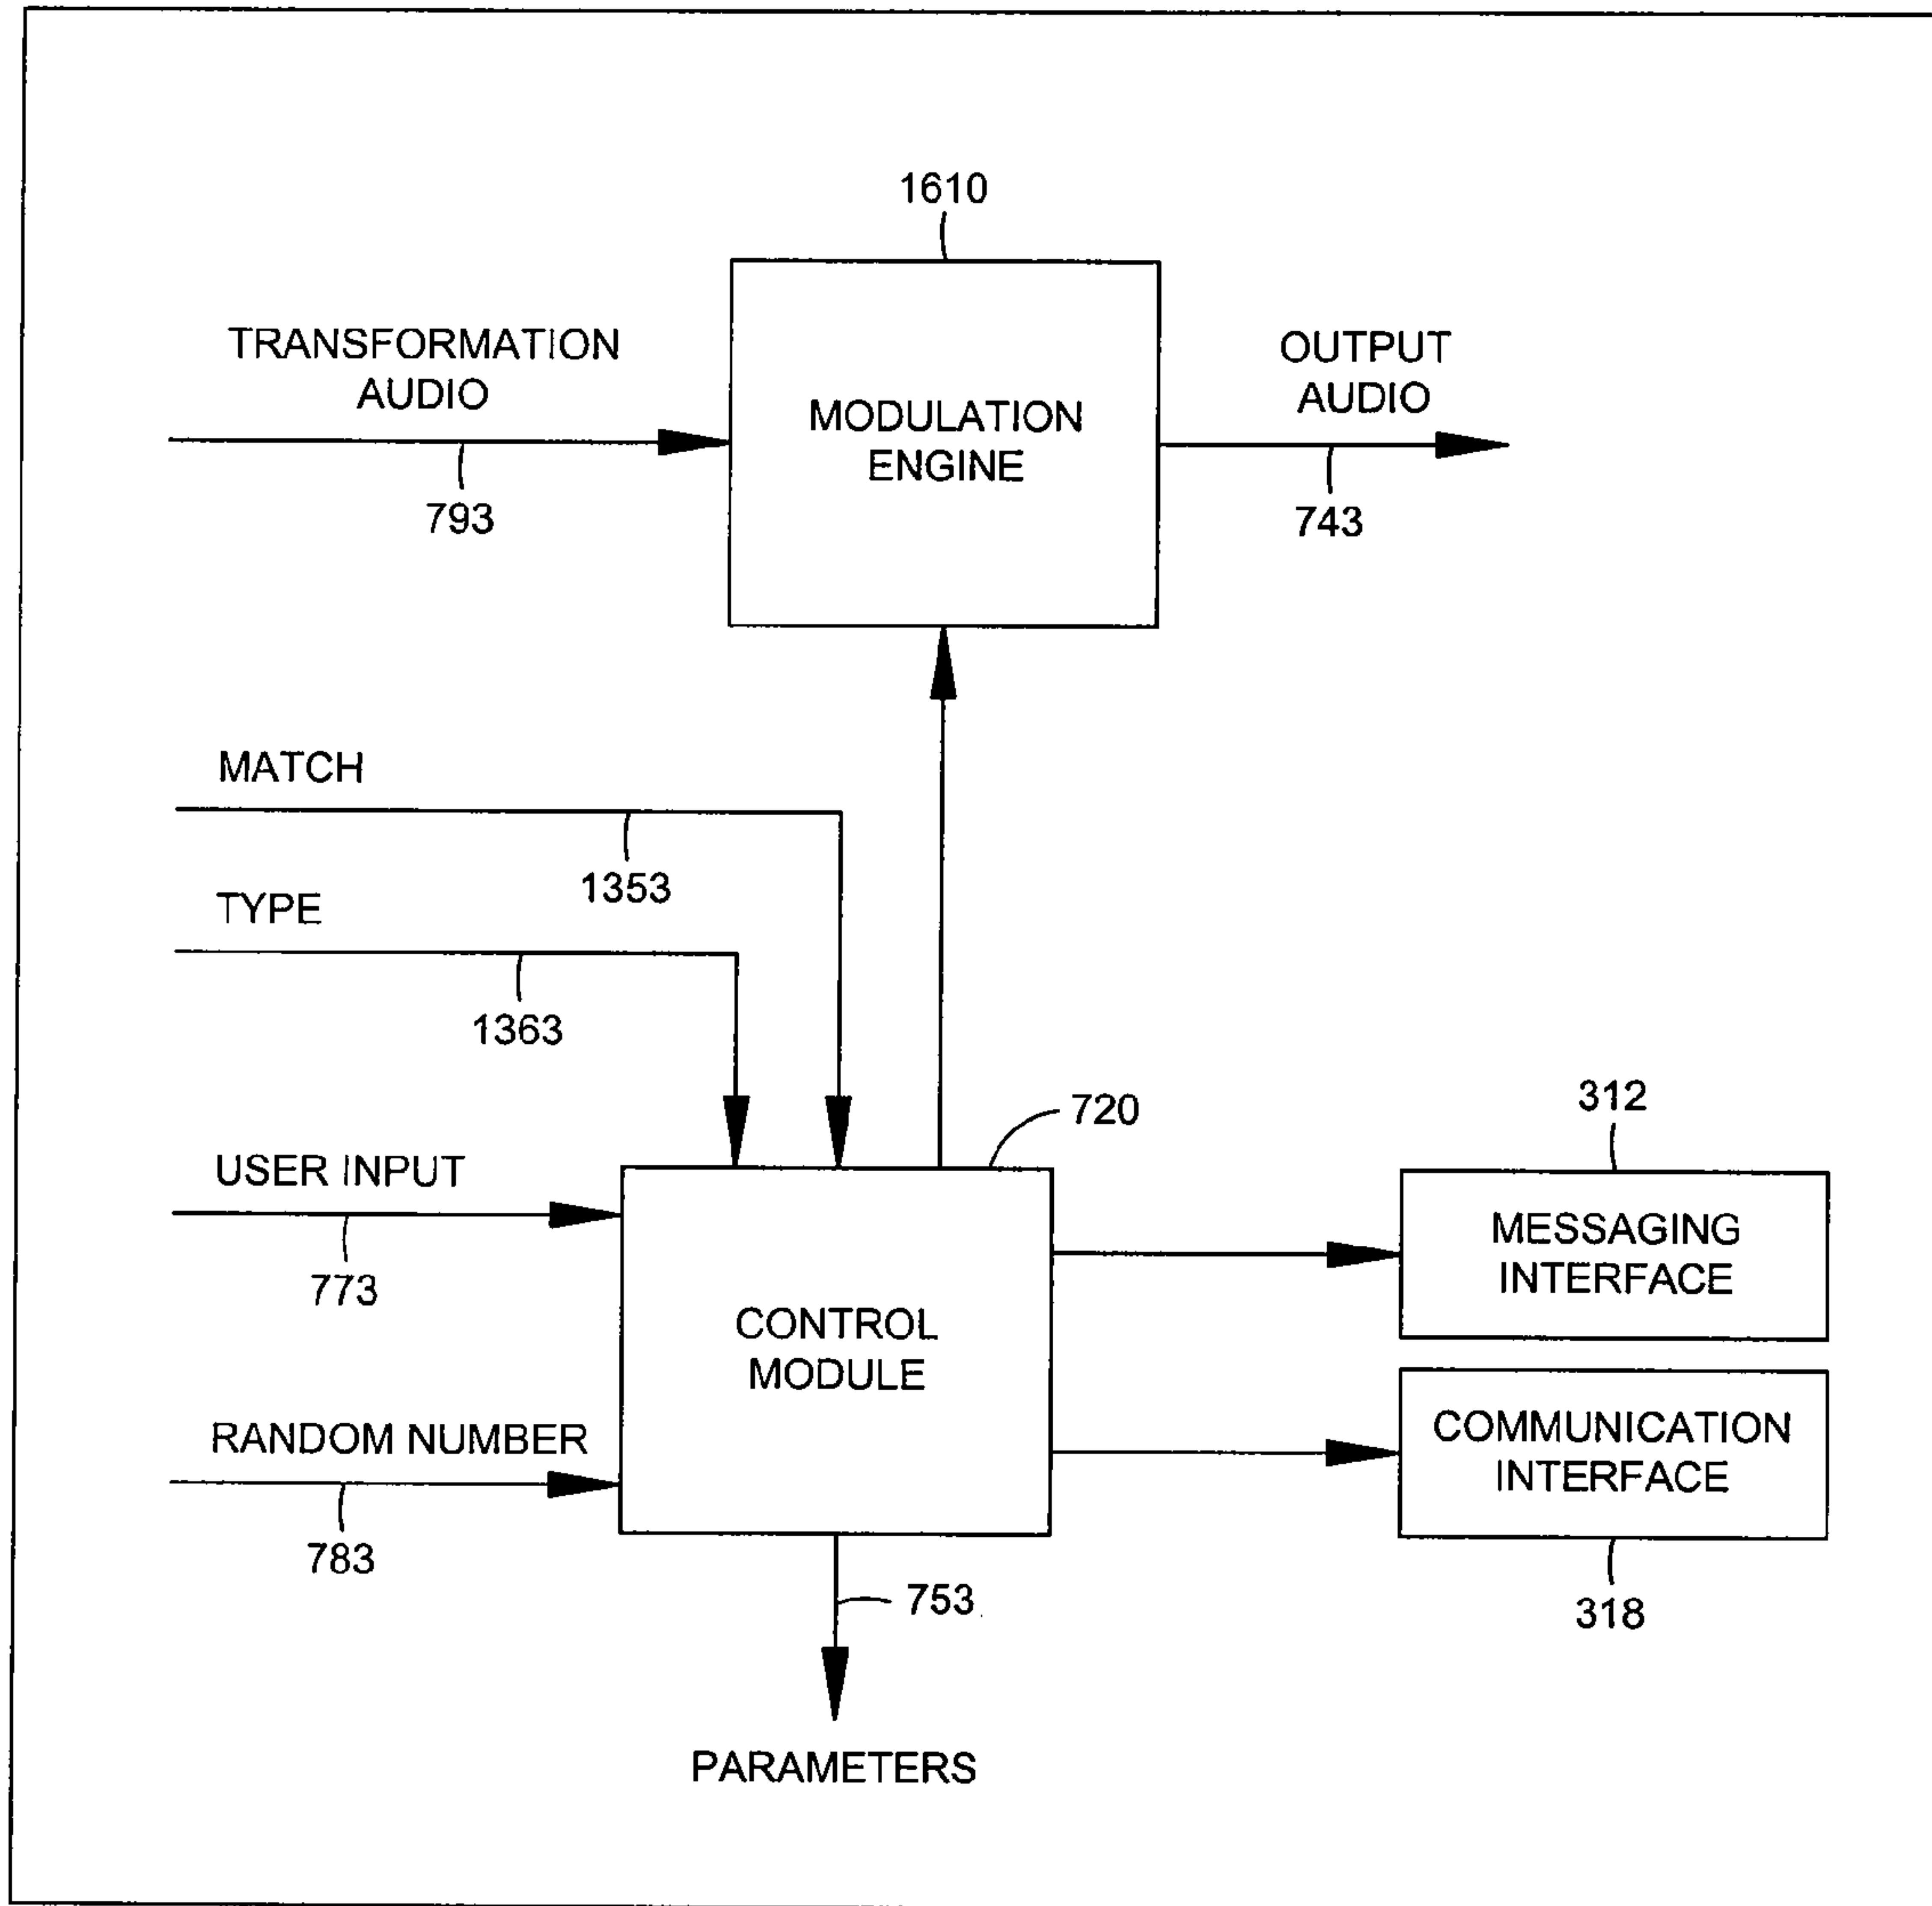 1610
TRANSFORMATION
AUDIO
793
MODULATION
ENGINE
OUTPUT
AUDIO
743
MATCH
1353
TYPE
1363
720
312
USER INPUT
773
MESSAGING
INTERFACE
CONTROL
MODULE
RANDOM NUMBER
783
COMMUNICATION
INTERFACE
318
753
PARAMETERS